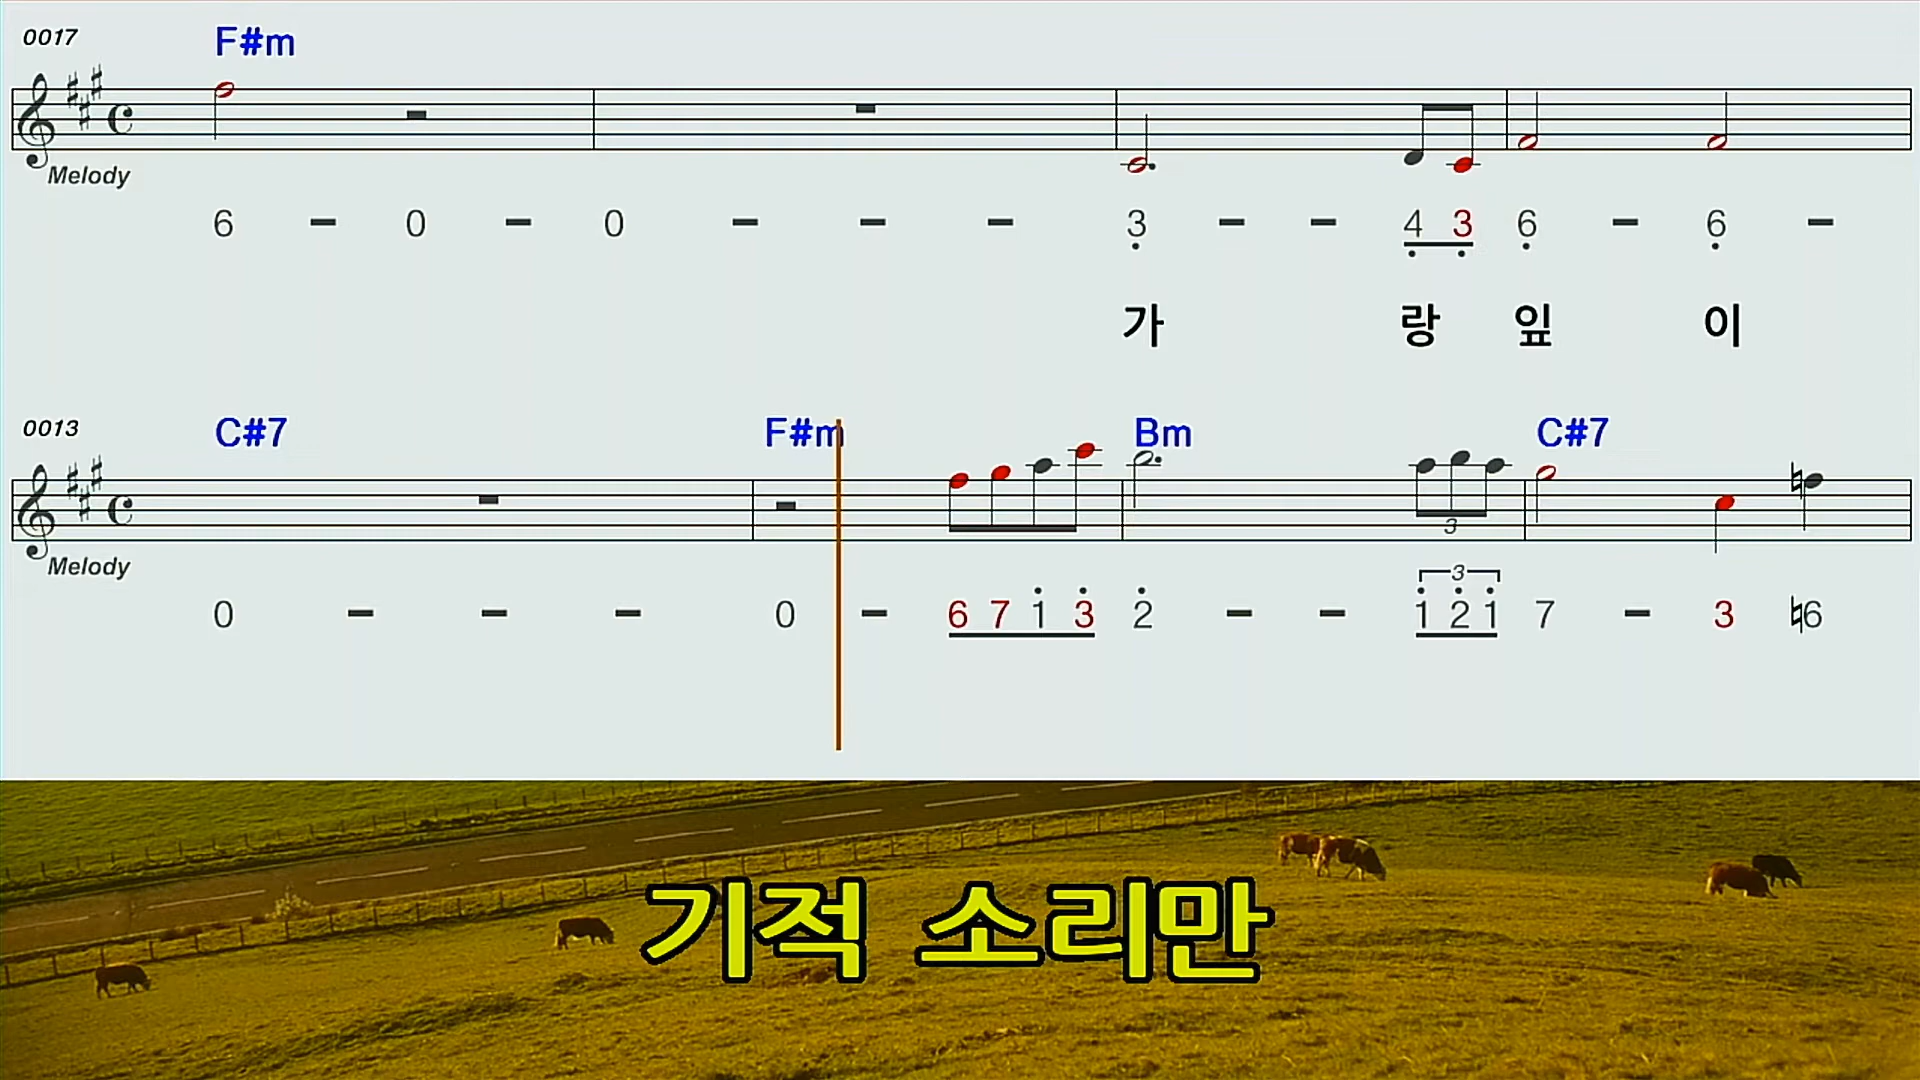 0017 F#m
Melody
6 - 0 - 0 - - - 3 - - 4 3 6 - 6 -
가 랑 잎 이
0013 C#7 F#m Bm C#7
3
Melody
3
0 - - - 0 - 6 7 1 3 2 - - 1 2 1 7 - 3 ♮6
기적 소리만